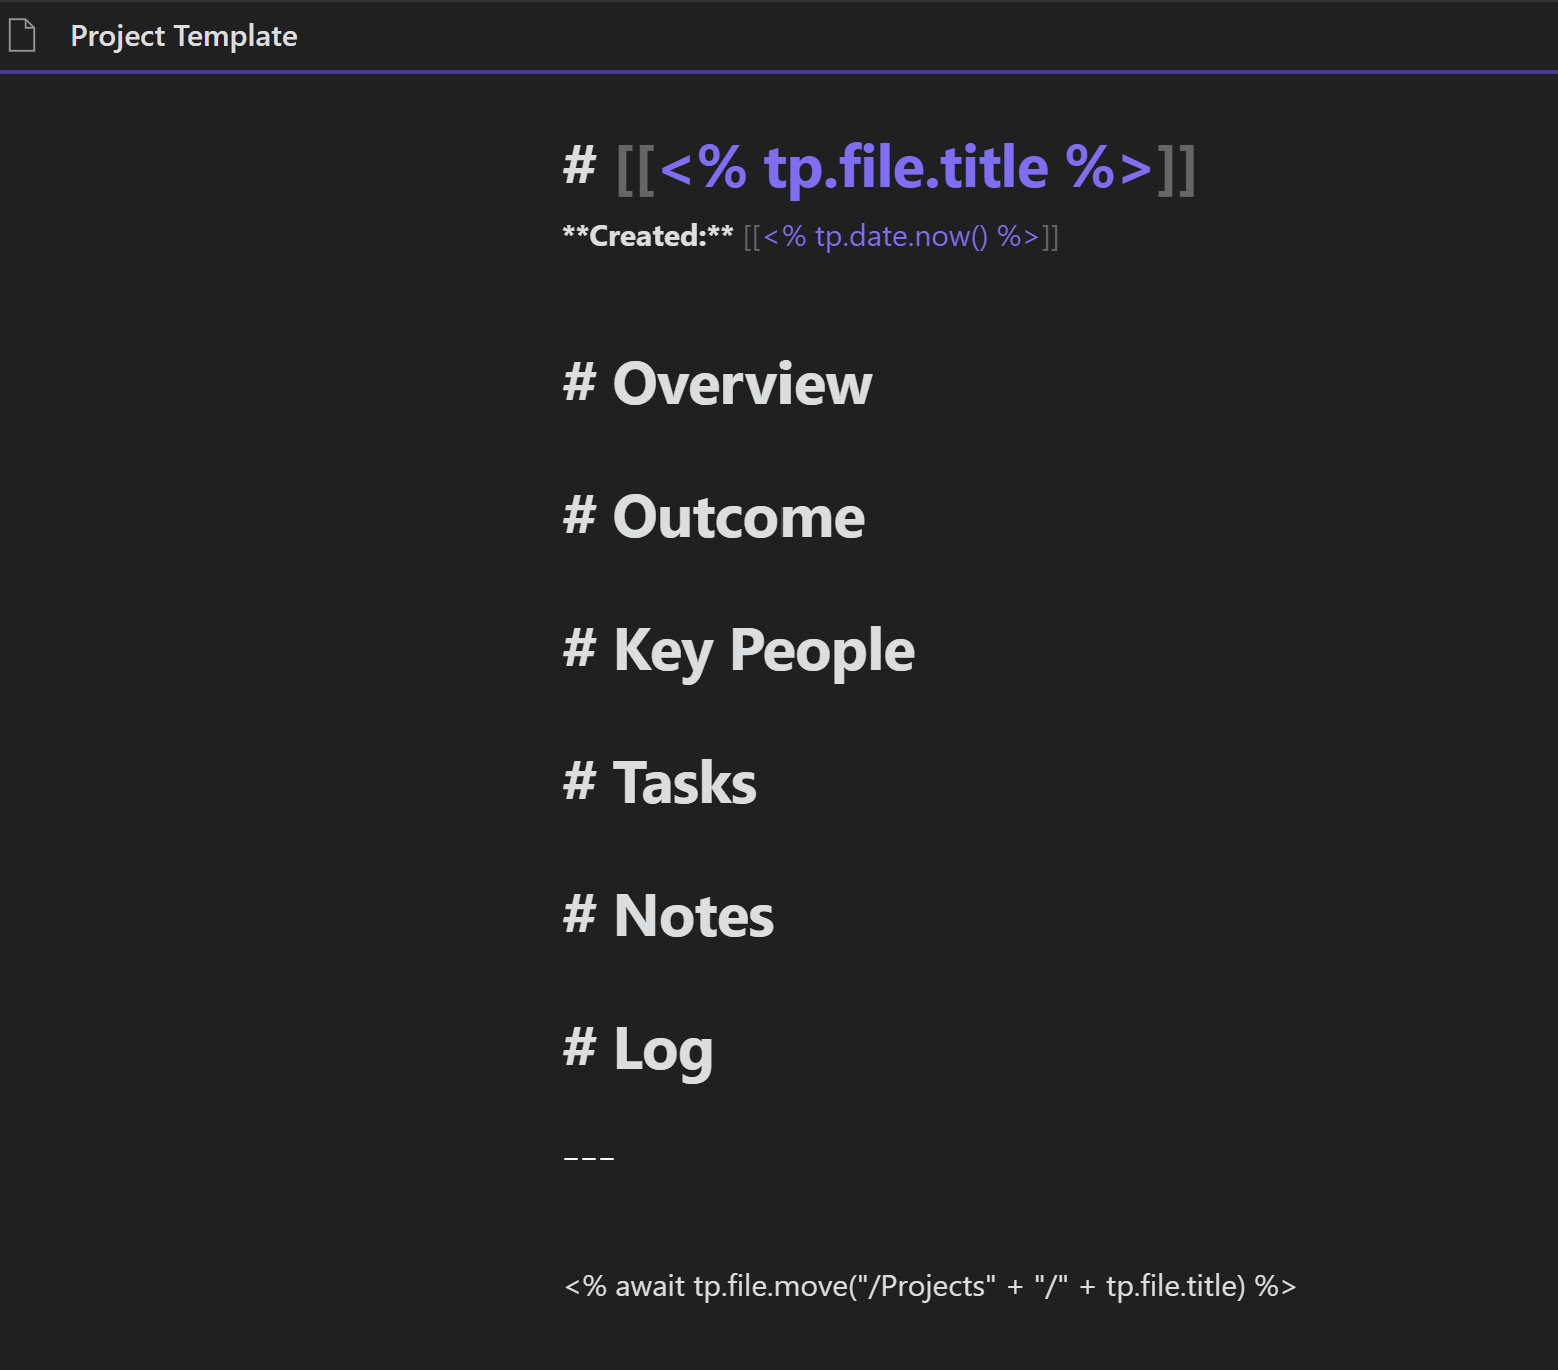 Project Template
# [[<% tp.file.title %>]]
**Created:** [[<% tp.date.now() %>]]
# Overview
# Outcome
# Key People
# Tasks
# Notes
# Log
---
<% await tp.file.move("/Projects" + "/" + tp.file.title) %>